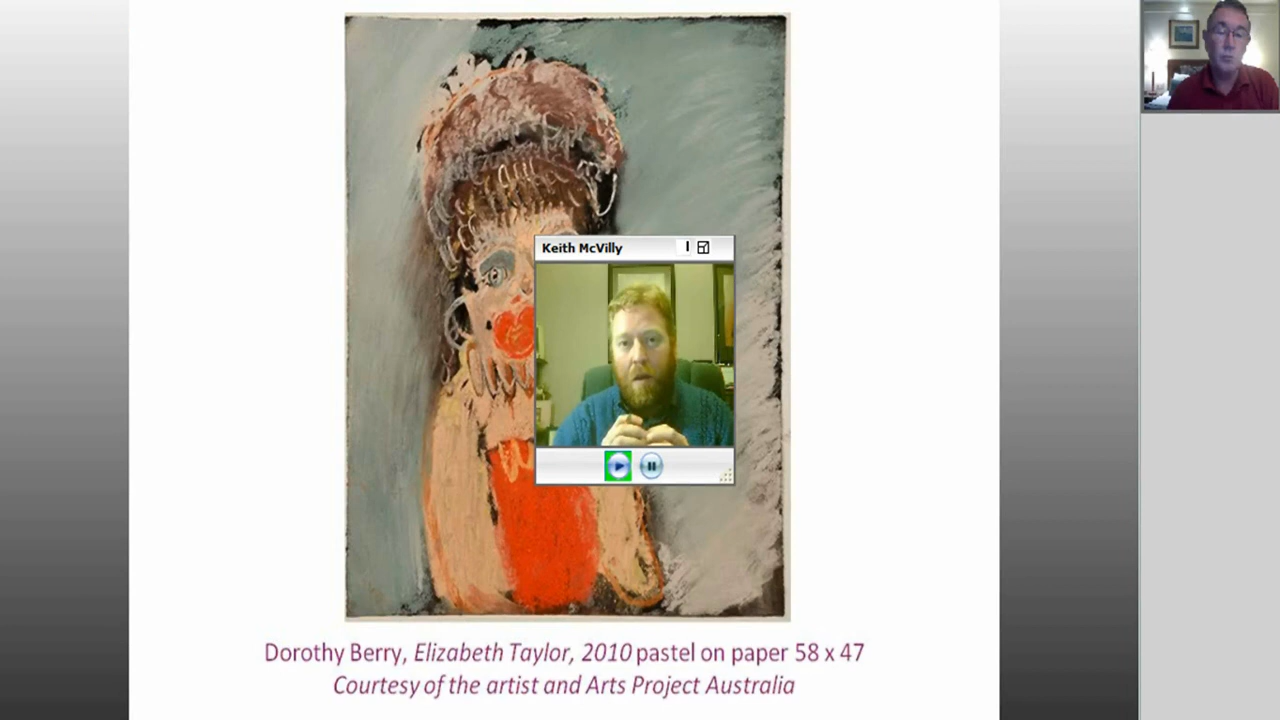 Keith McVilly
Dorothy Berry, Elizabeth Taylor, 2010 pastel on paper 58 x 47
Courtesy of the artist and Arts Project Australia